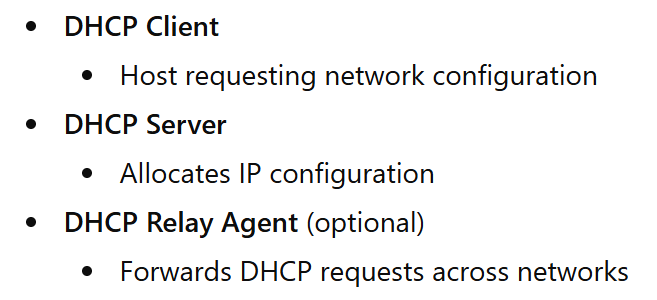 • DHCP Client
• Host requesting network configuration
• DHCP Server
• Allocates IP configuration
• DHCP Relay Agent (optional)
• Forwards DHCP requests across networks